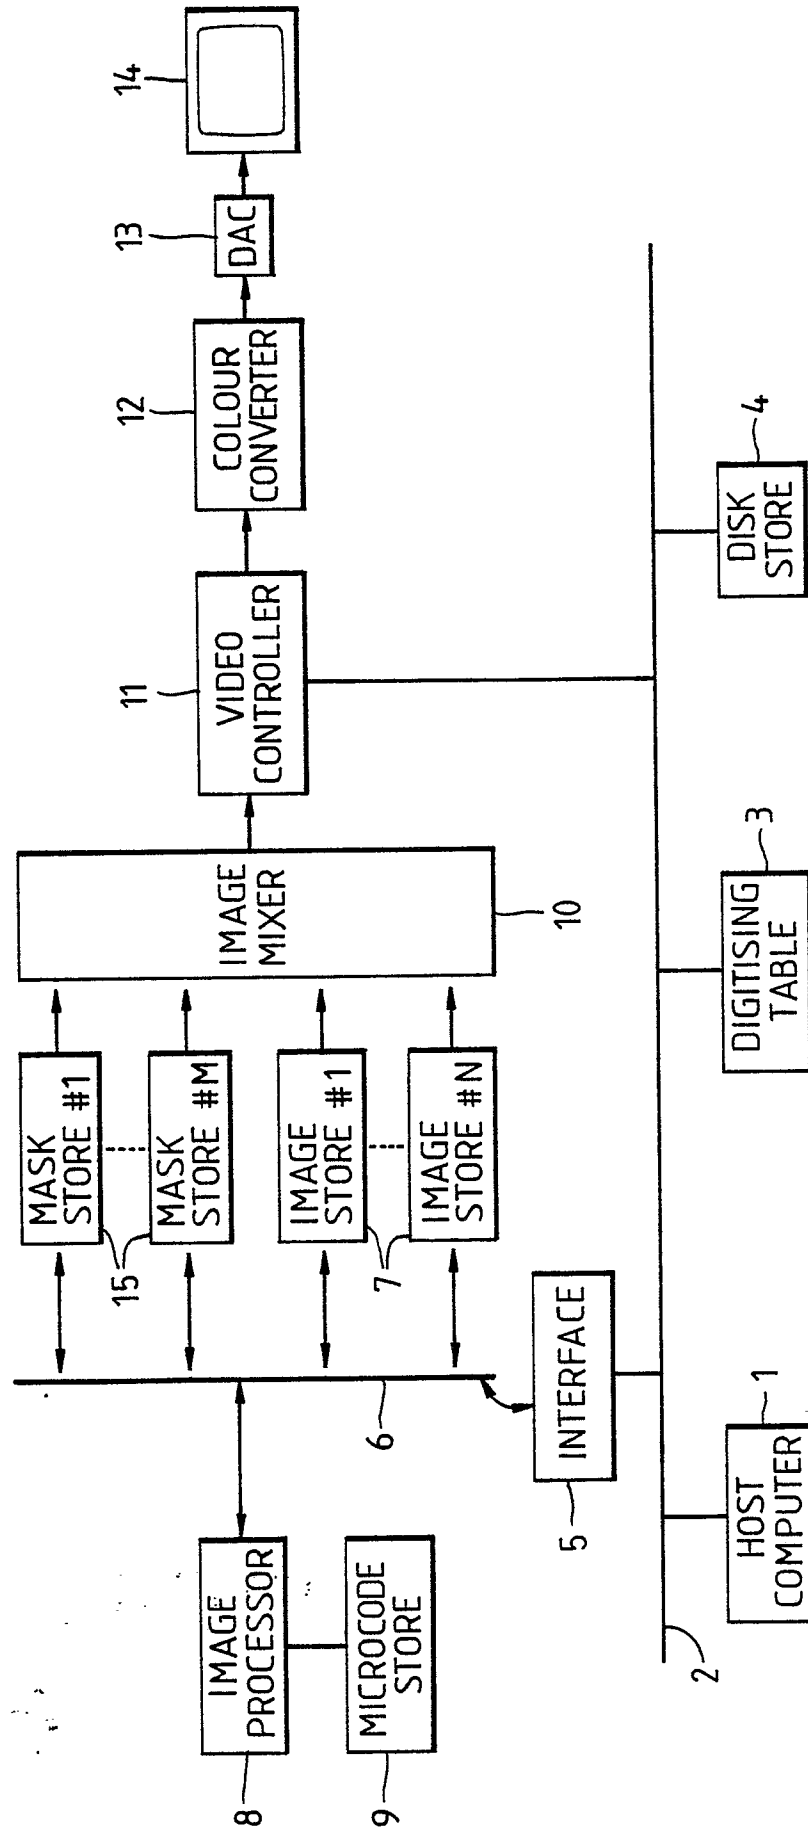 14
13
DAC
12
COLOUR
CONVERTER
11
VIDEO
CONTROLLER
IMAGE
MIXER
10
MASK
STORE #1
MASK
STORE #M
15
IMAGE
STORE #1
IMAGE
STORE #N
7
6
IMAGE
PROCESSOR
8
MICROCODE
STORE
9
INTERFACE
5
2
HOST
COMPUTER
1
DIGITISING
TABLE
3
DISK
STORE
4